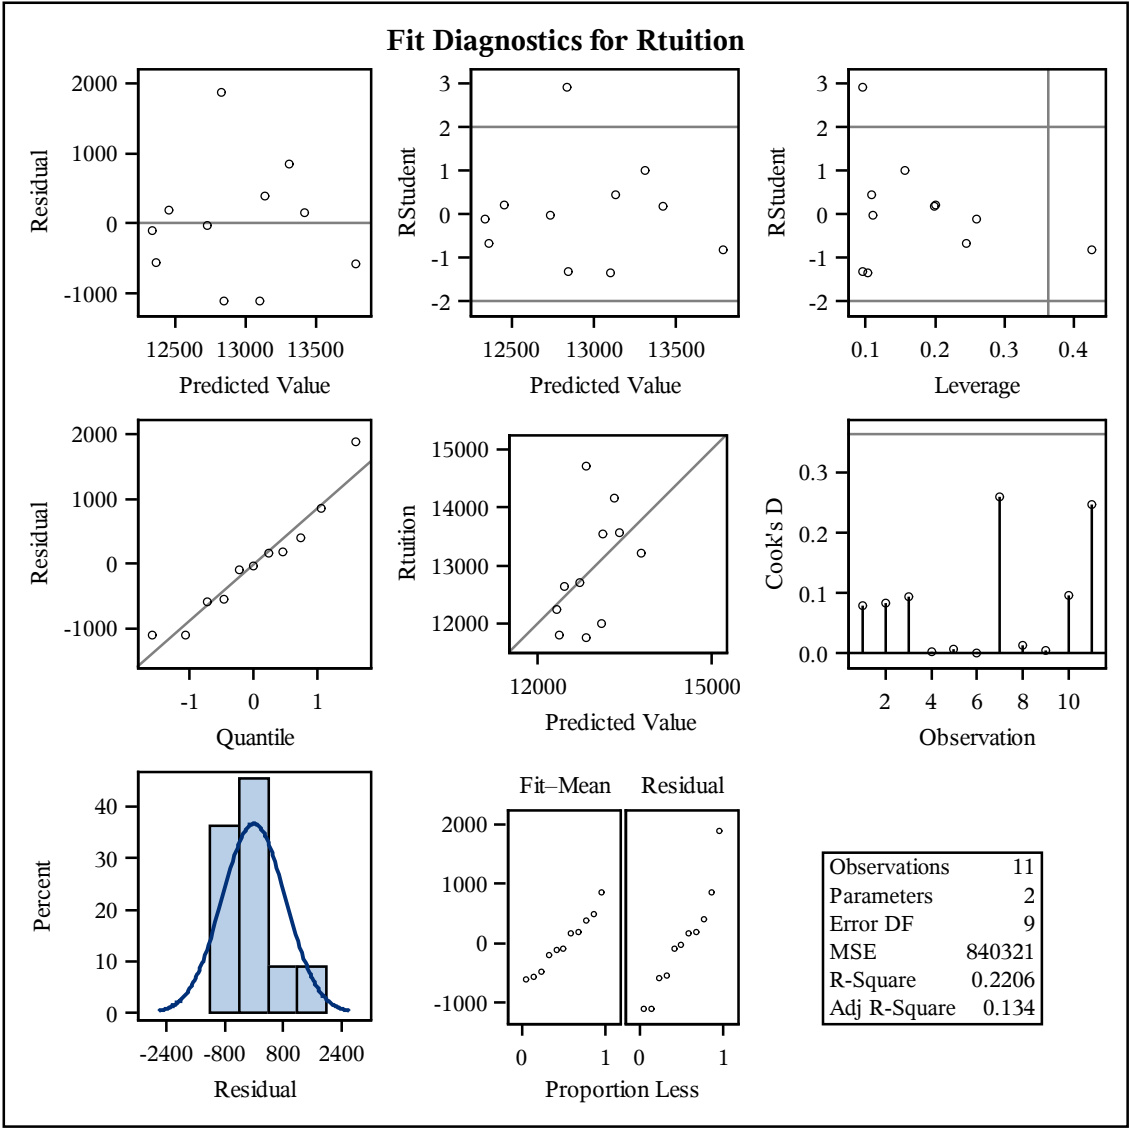 Fit Diagnostics for Rtuition
2000
1000
0
-1000
Residual
12500 13000 13500
Predicted Value
3
2
1
0
-1
-2
RStudent
12500 13000 13500
Predicted Value
3
2
1
0
-1
-2
RStudent
0.1 0.2 0.3 0.4
Leverage
2000
1000
0
-1000
Residual
-1 0 1
Quantile
15000
14000
13000
12000
Rtuition
12000 15000
Predicted Value
0.3
0.2
0.1
0.0
Cook's D
2 4 6 8 10
Observation
40
30
20
10
0
Percent
-2400 -800 800 2400
Residual
Fit–Mean Residual
2000
1000
0
-1000
0 1 0 1
Proportion Less
Observations 11
Parameters 2
Error DF 9
MSE 840321
R-Square 0.2206
Adj R-Square 0.134